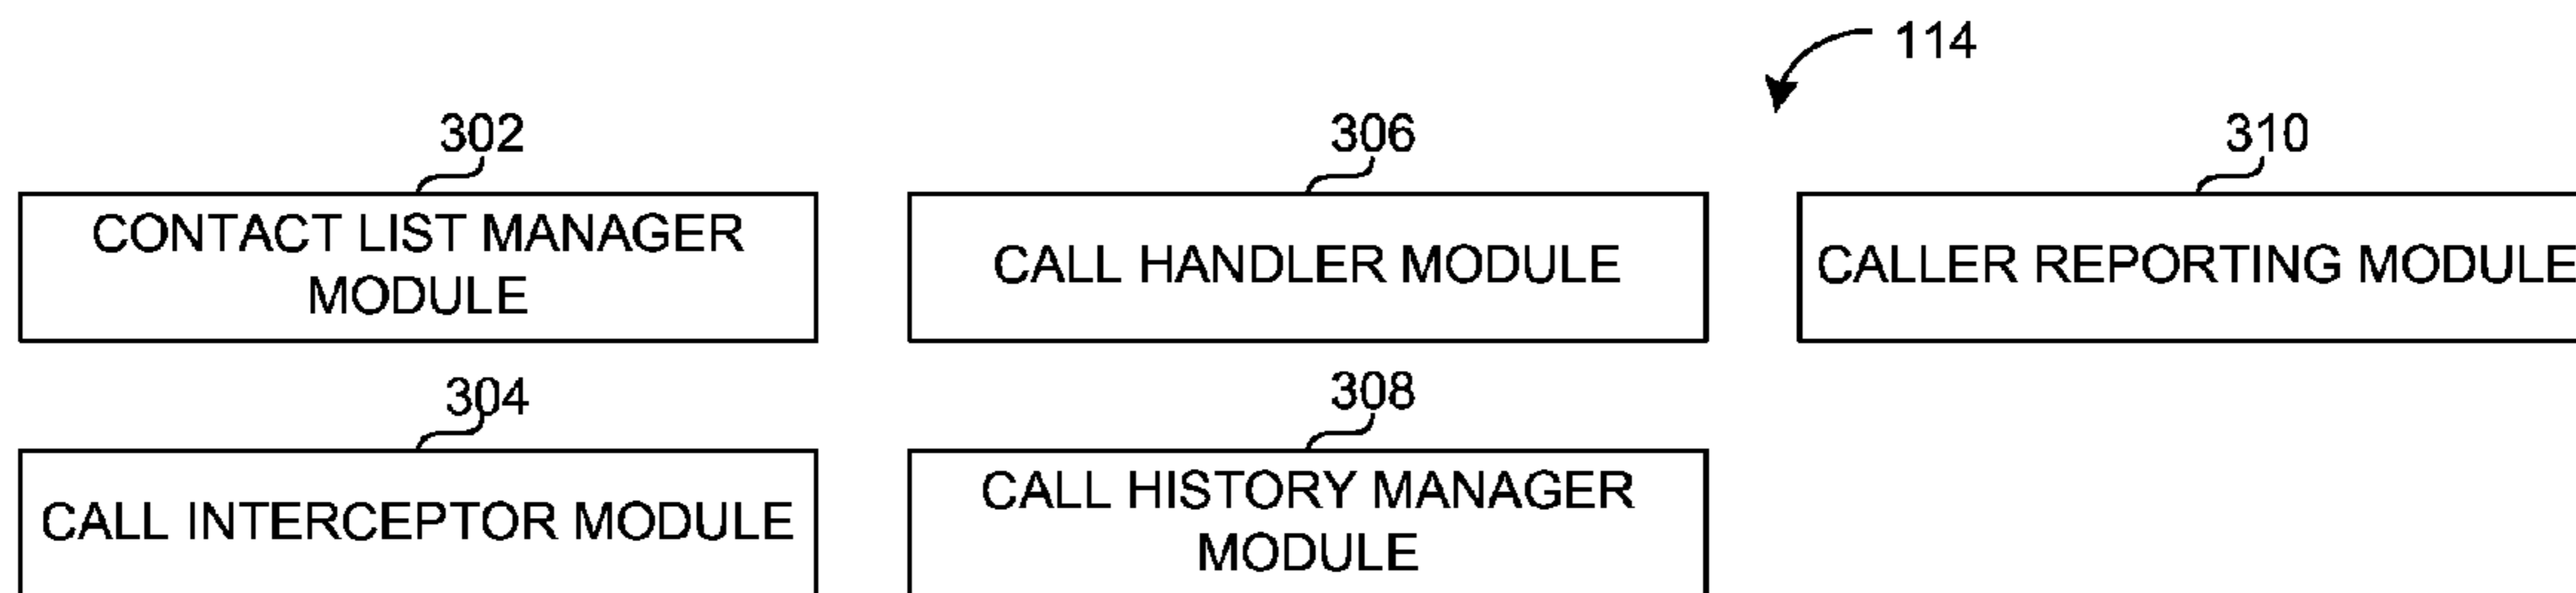 114
302
306
310
CONTACT LIST MANAGER
MODULE
CALL HANDLER MODULE
CALLER REPORTING MODULE
304
308
CALL INTERCEPTOR MODULE
CALL HISTORY MANAGER
MODULE